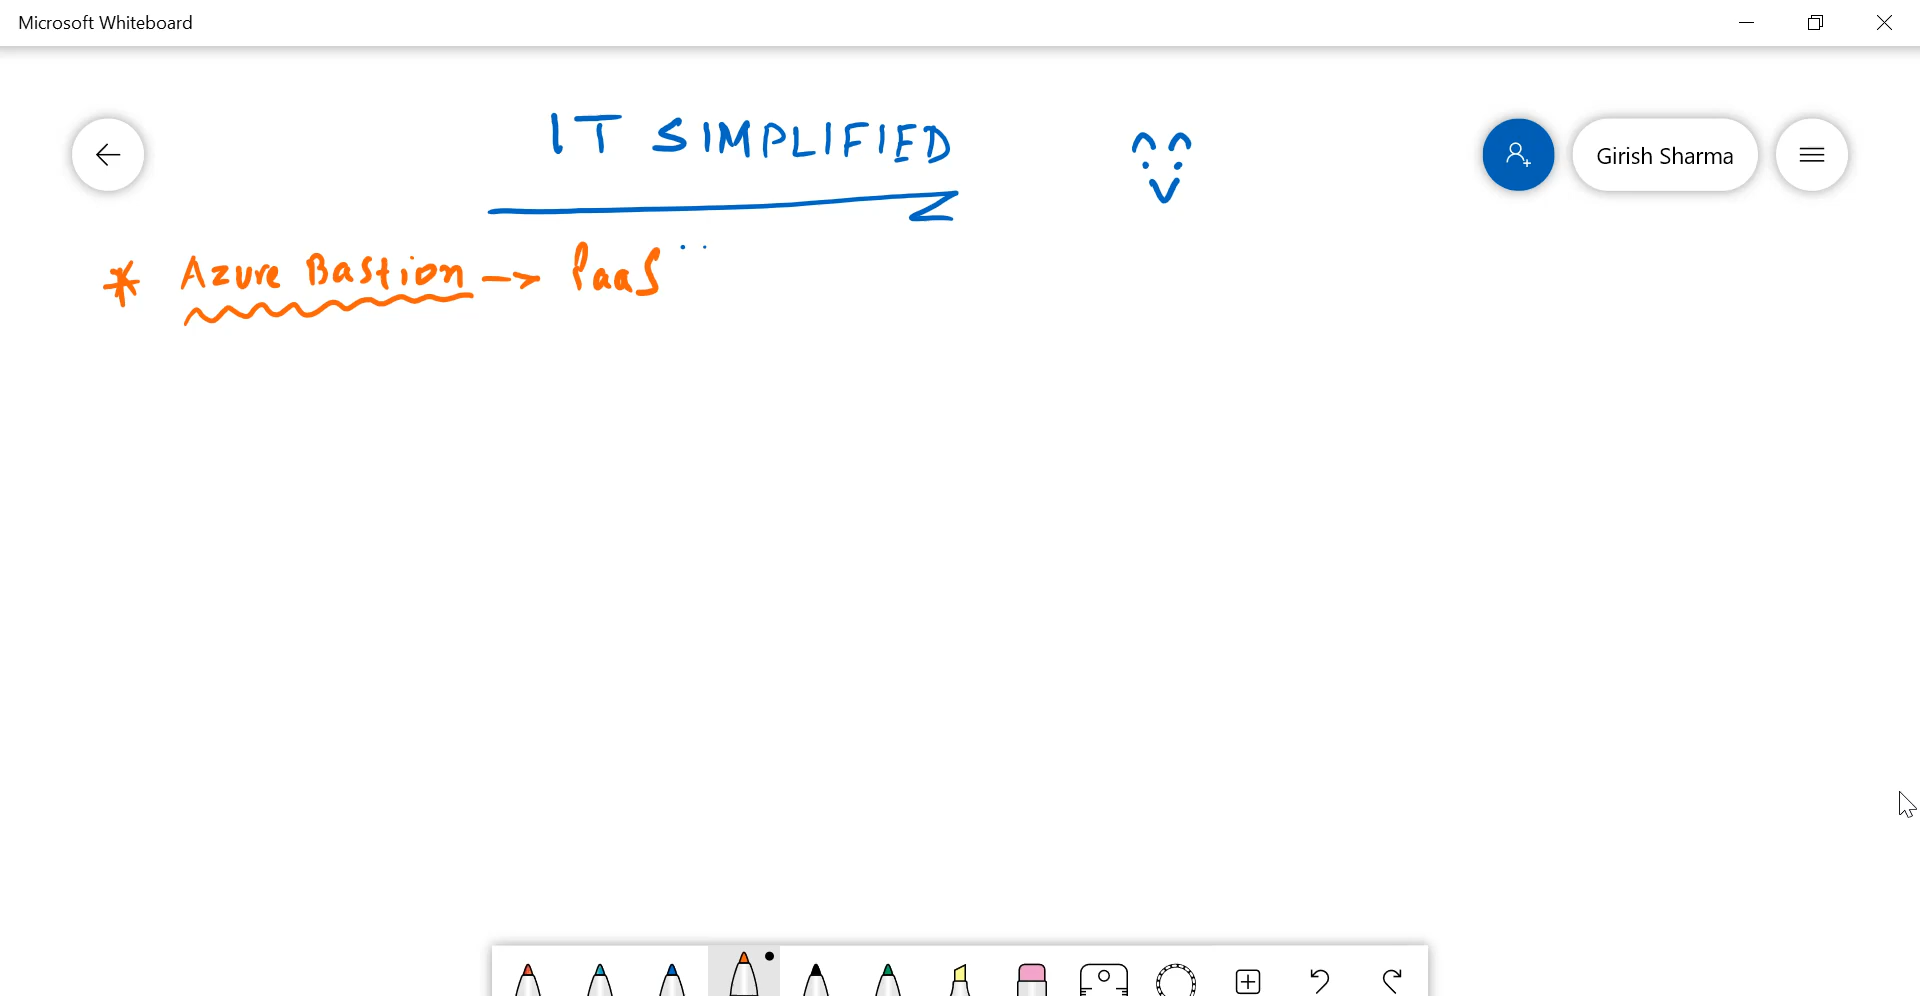 Microsoft Whiteboard
IT SIMPLIFIED
Girish Sharma
* Azure Bastion → PaaS